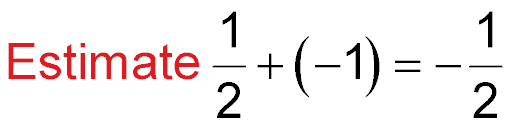 Estimate 1/2 + (−1) = − 1/2